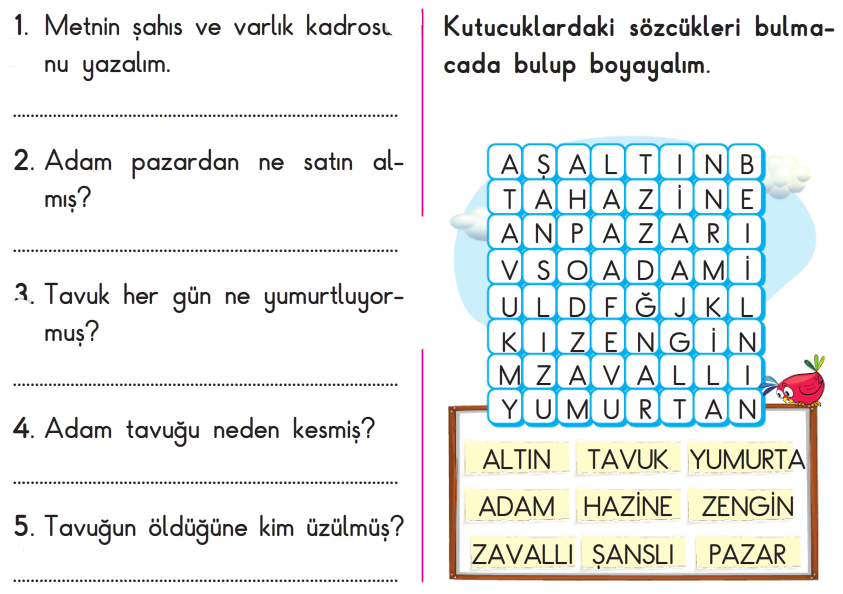 1. Metnin şahıs ve varlık kadrosu
nu yazalım.
2. Adam pazardan ne satın al-
mış?
3. Tavuk her gün ne yumurtluyor-
muş?
4. Adam tavuğu neden kesmiş?
5. Tavuğun öldüğüne kim üzülmüş?
Kutucuklardaki sözcükleri bulma-
cada bulup boyayalım.
A Ş A L T I N B
T A H A Z İ N E
A N P A Z A R I
V S O A D A M İ
U L D F Ğ J K L
K I Z E N G İ N
M Z A V A L L I
Y U M U R T A N
ALTIN TAVUK YUMURTA
ADAM HAZİNE ZENGİN
ZAVALLI ŞANSLI PAZAR